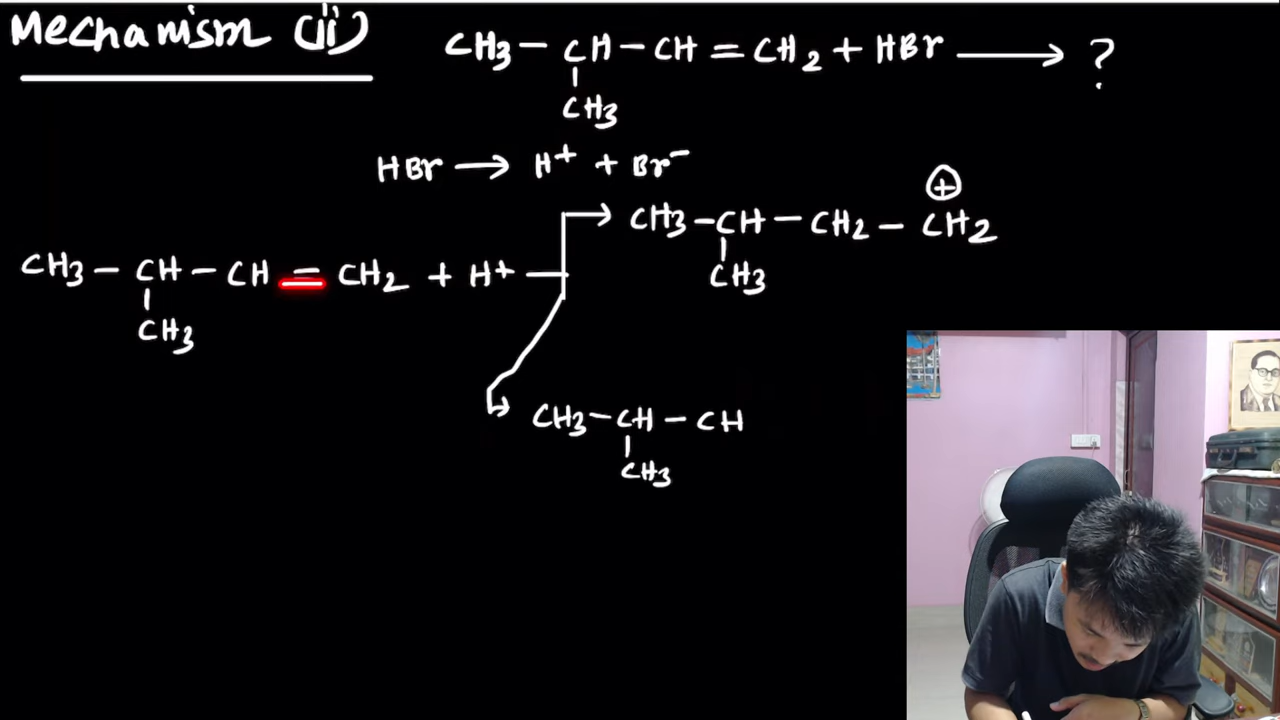 Mechanism (ii)
CH3 – CH – CH = CH2 + HBr ⟶ ?
CH3
HBr ⟶ H+ + Br−
⊕
CH3 – CH – CH2 – CH2
CH3
CH3 – CH – CH = CH2 + H+
CH3
CH3 – CH – CH
CH3